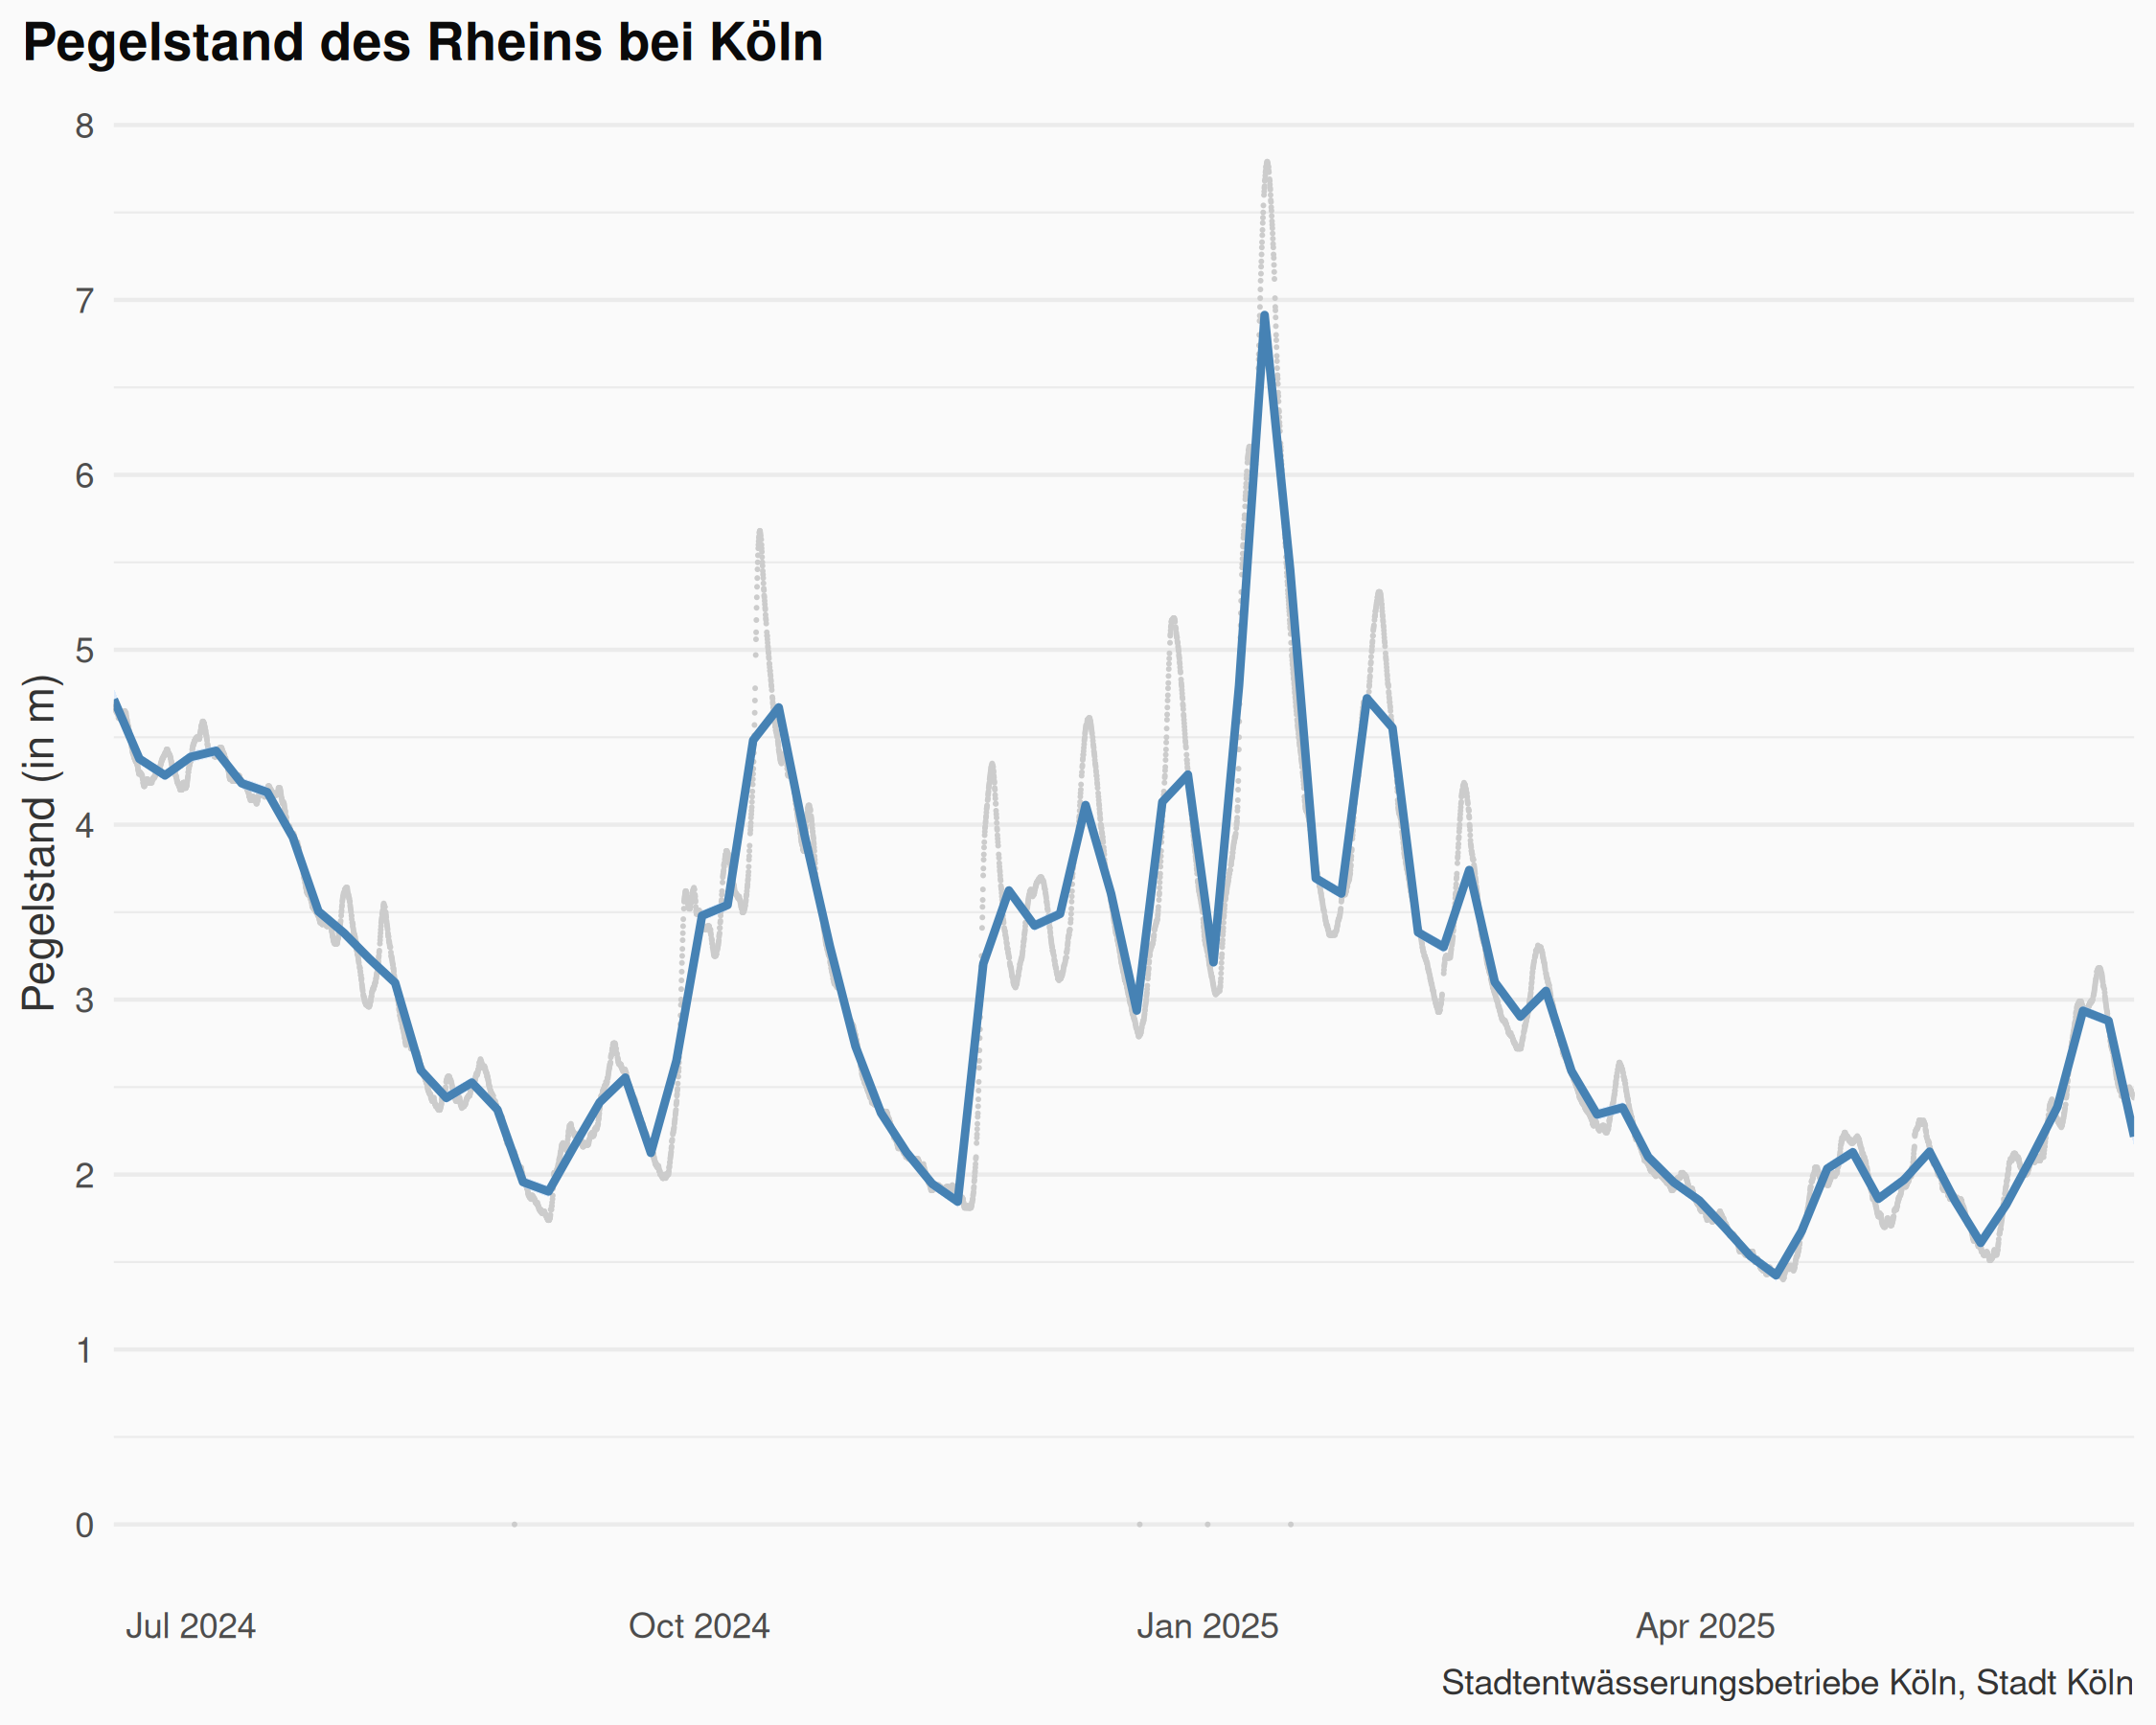 Pegelstand des Rheins bei Köln
Pegelstand (in m)
8
7
6
5
4
3
2
1
0
Jul 2024
Oct 2024
Jan 2025
Apr 2025
Stadtentwässerungsbetriebe Köln, Stadt Köln